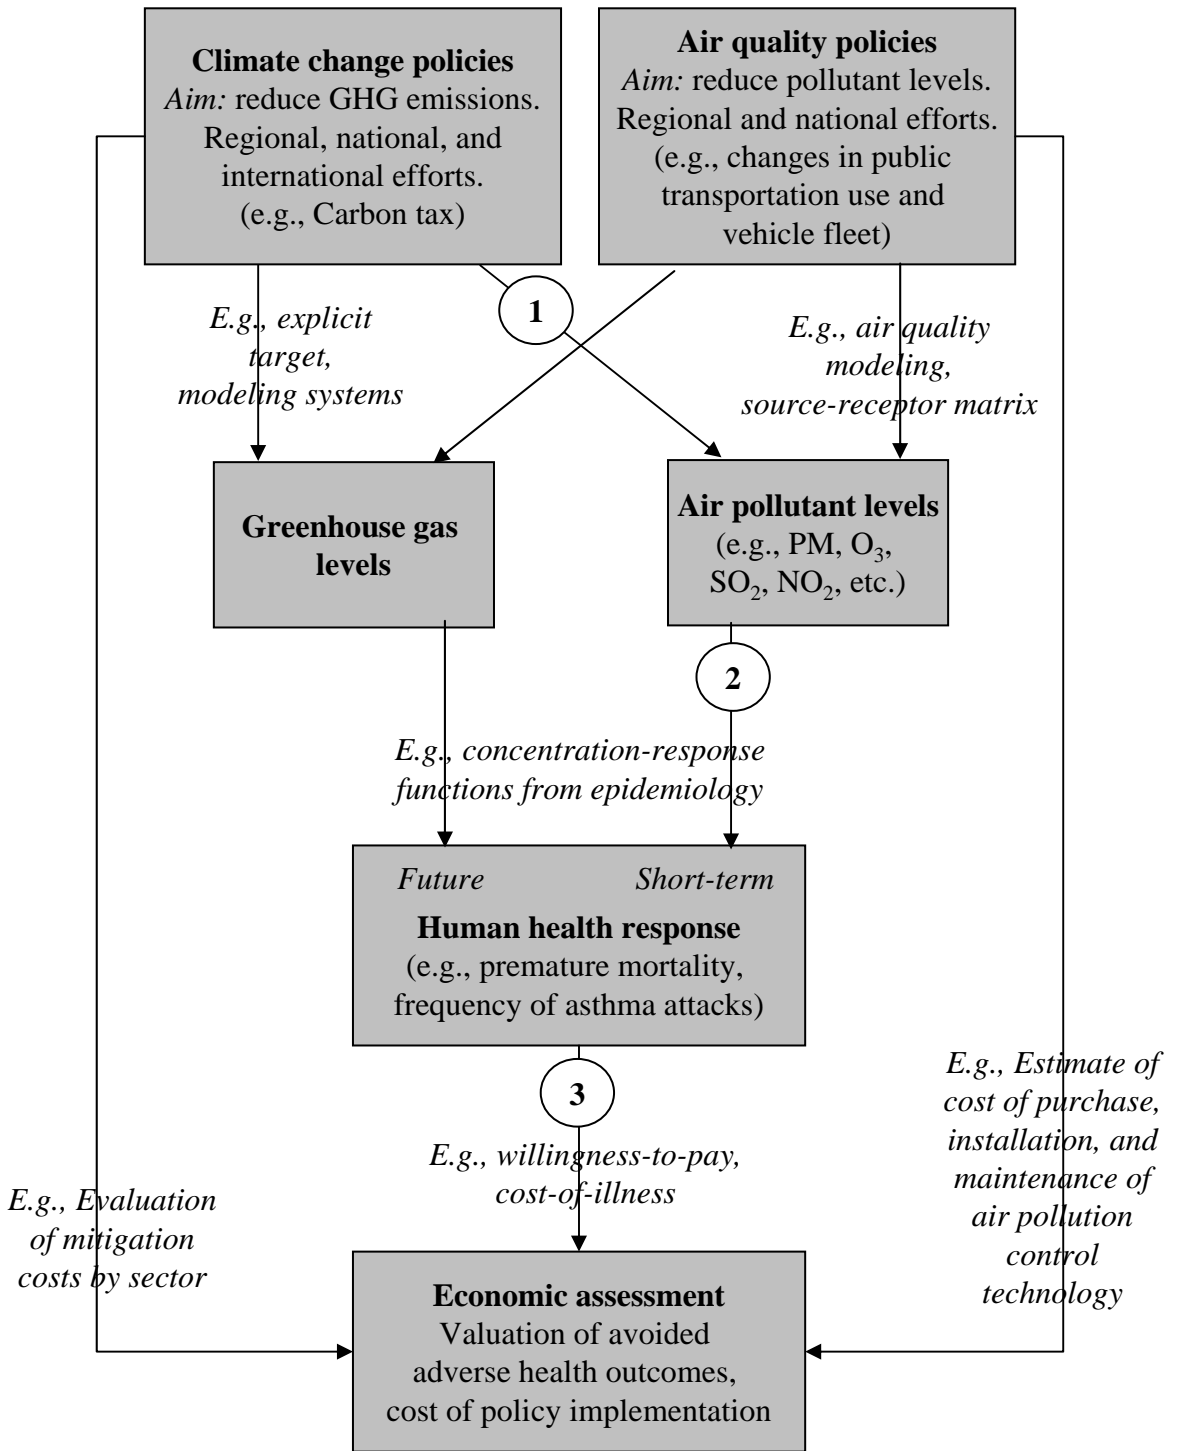 Climate change policies
Aim: reduce GHG emissions.
Regional, national, and
international efforts.
(e.g., Carbon tax)
Air quality policies
Aim: reduce pollutant levels.
Regional and national efforts.
(e.g., changes in public
transportation use and
vehicle fleet)
1
E.g., explicit
target,
modeling systems
E.g., air quality
modeling,
source-receptor matrix
Greenhouse gas
levels
Air pollutant levels
(e.g., PM, O₃,
SO₂, NO₂, etc.)
2
E.g., concentration-response
functions from epidemiology
Future Short-term
Human health response
(e.g., premature mortality,
frequency of asthma attacks)
3
E.g., willingness-to-pay,
cost-of-illness
E.g., Evaluation
of mitigation
costs by sector
E.g., Estimate of
cost of purchase,
installation, and
maintenance of
air pollution
control
technology
Economic assessment
Valuation of avoided
adverse health outcomes,
cost of policy implementation